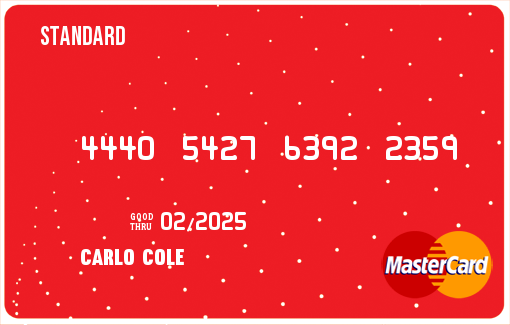 STANDARD
4440 5427 6392 2359
GOOD THRU 02/2025
CARLO COLE
MasterCard